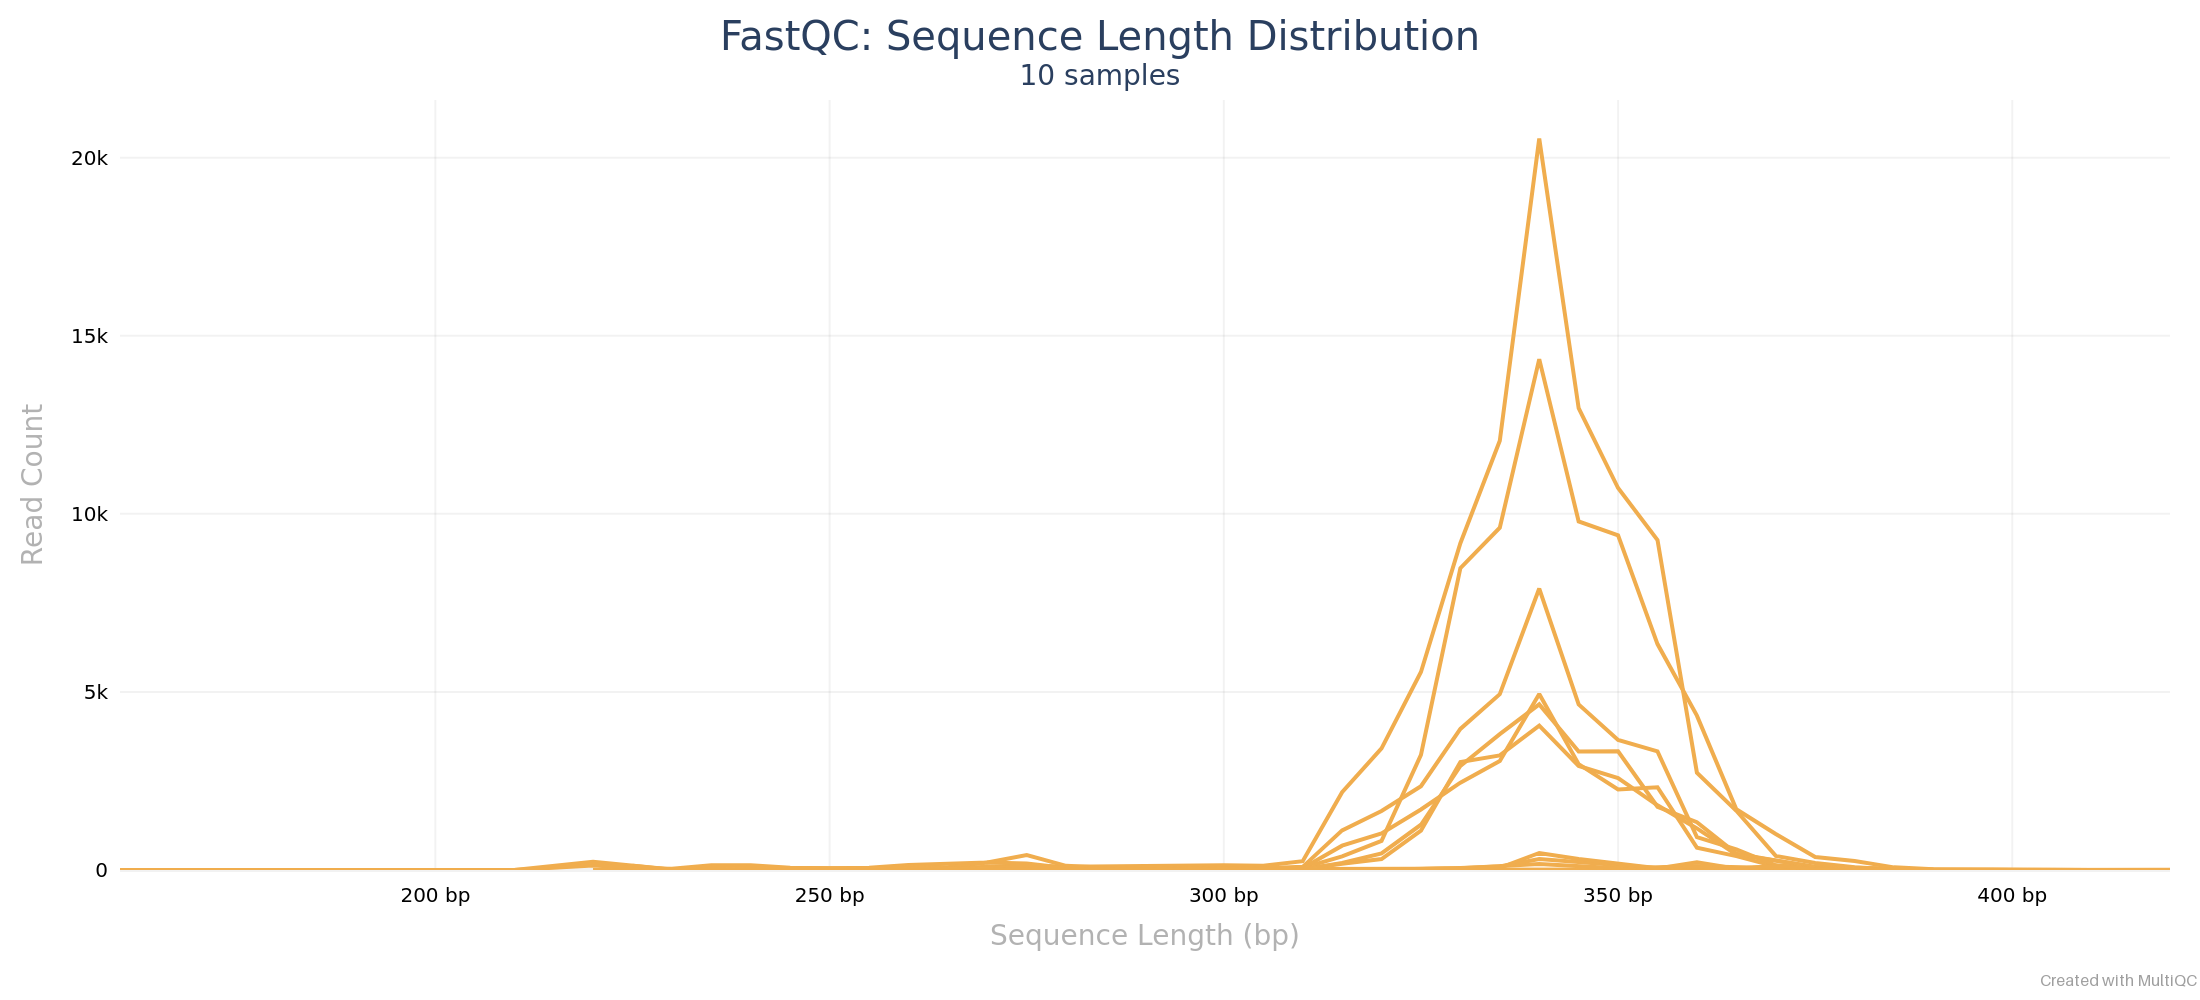 FastQC: Sequence Length Distribution
10 samples
20k
15k
10k
5k
0
Read Count
200 bp
250 bp
300 bp
350 bp
400 bp
Sequence Length (bp)
Created with MultiQC